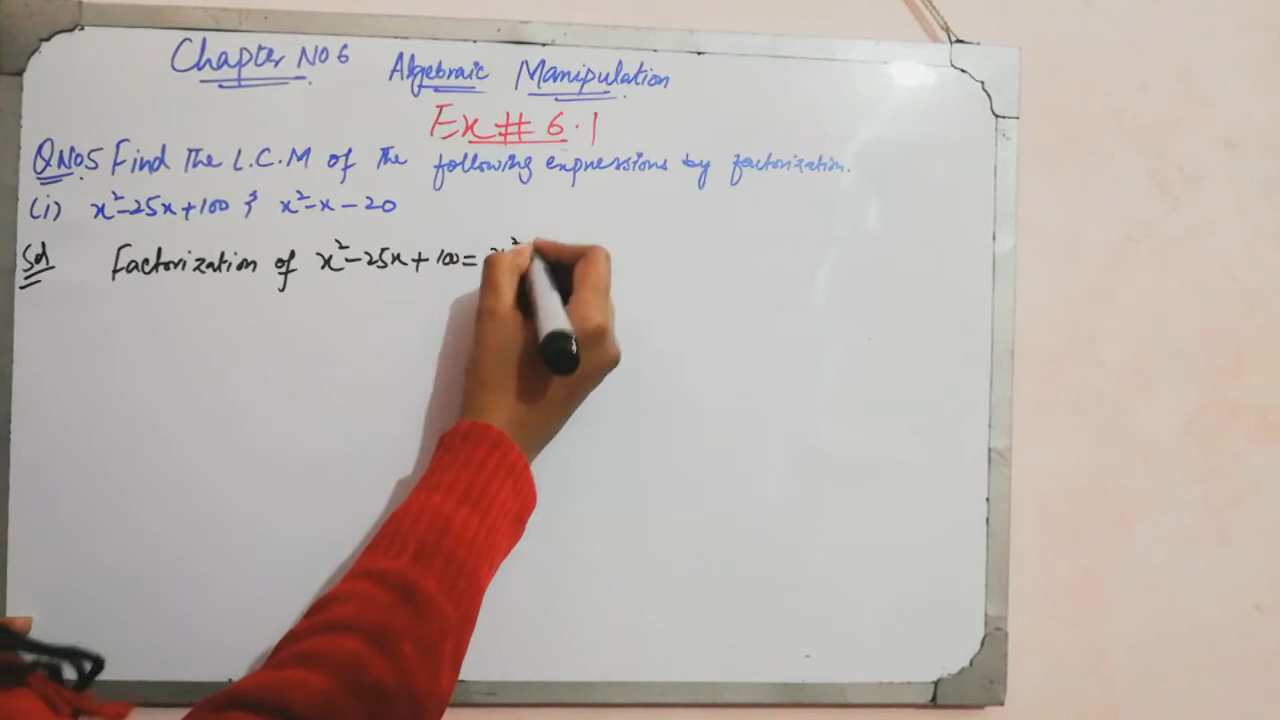 Chapter No 6 Algebraic Manipulation
Ex # 6.1
Q No.5 Find The L.C.M of The following expressions by factorization.
(i) x²-25x+100 & x²-x-20
Sol Factorization of x²-25x+100= x²